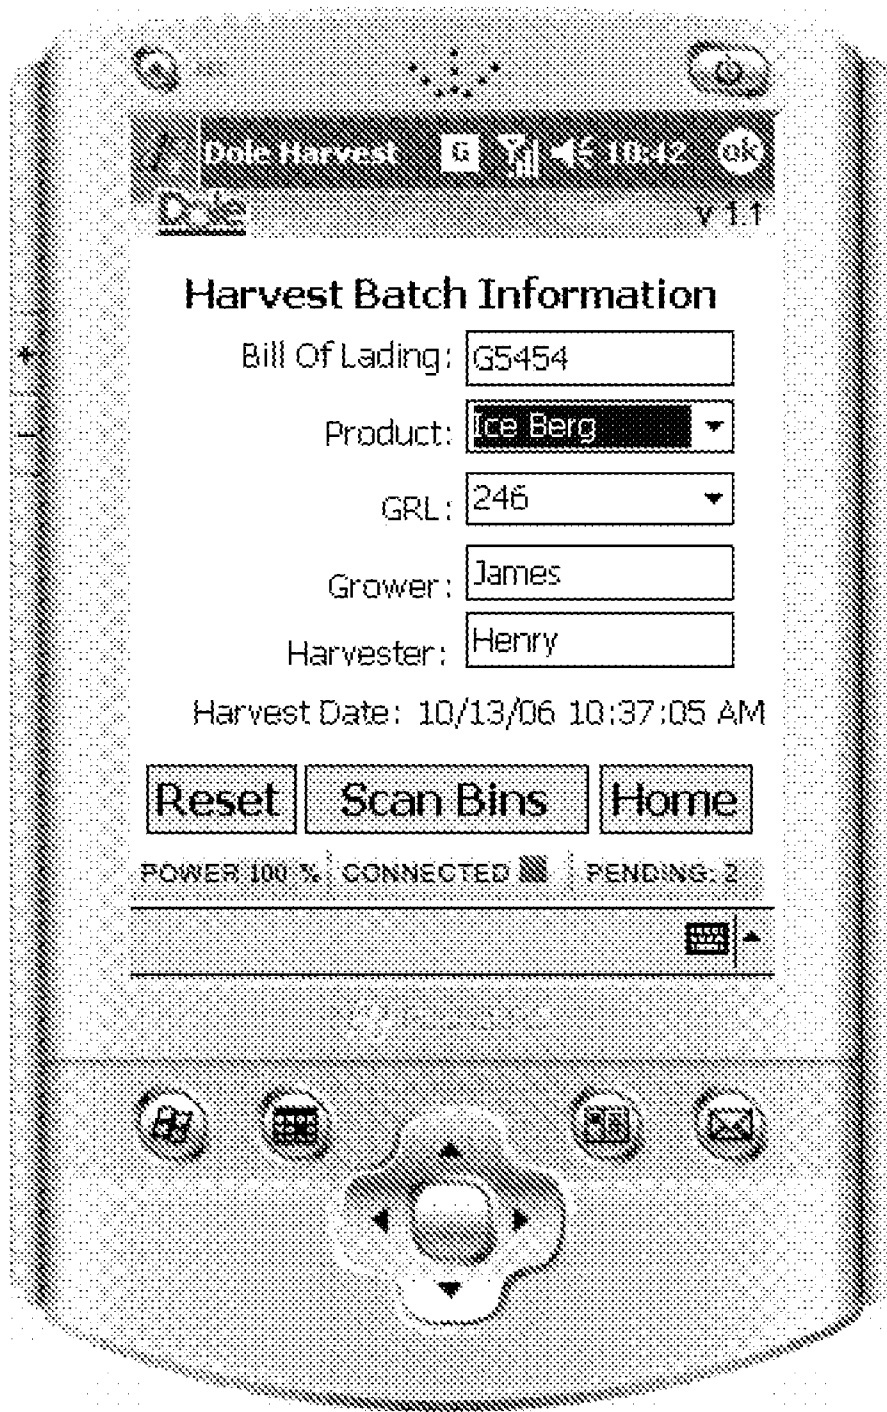 Dole Harvest G 10:42 ok
Dole v 1.1
Harvest Batch Information
Bill Of Lading: G5454
Product: Ice Berg
GRL: 246
Grower: James
Harvester: Henry
Harvest Date: 10/13/06 10:37:05 AM
Reset Scan Bins Home
POWER 100 % CONNECTED PENDING: 2